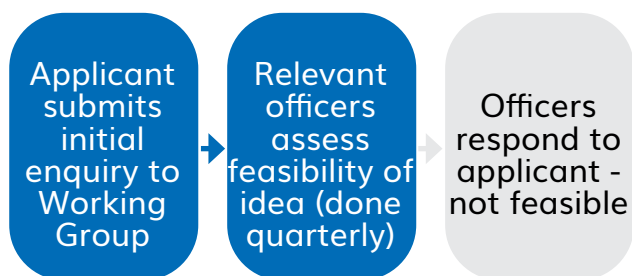 Applicant
submits
initial
enquiry to
Working
Group
Relevant
officers
assess
feasibility of
idea (done
quarterly)
Officers
respond to
applicant -
not feasible